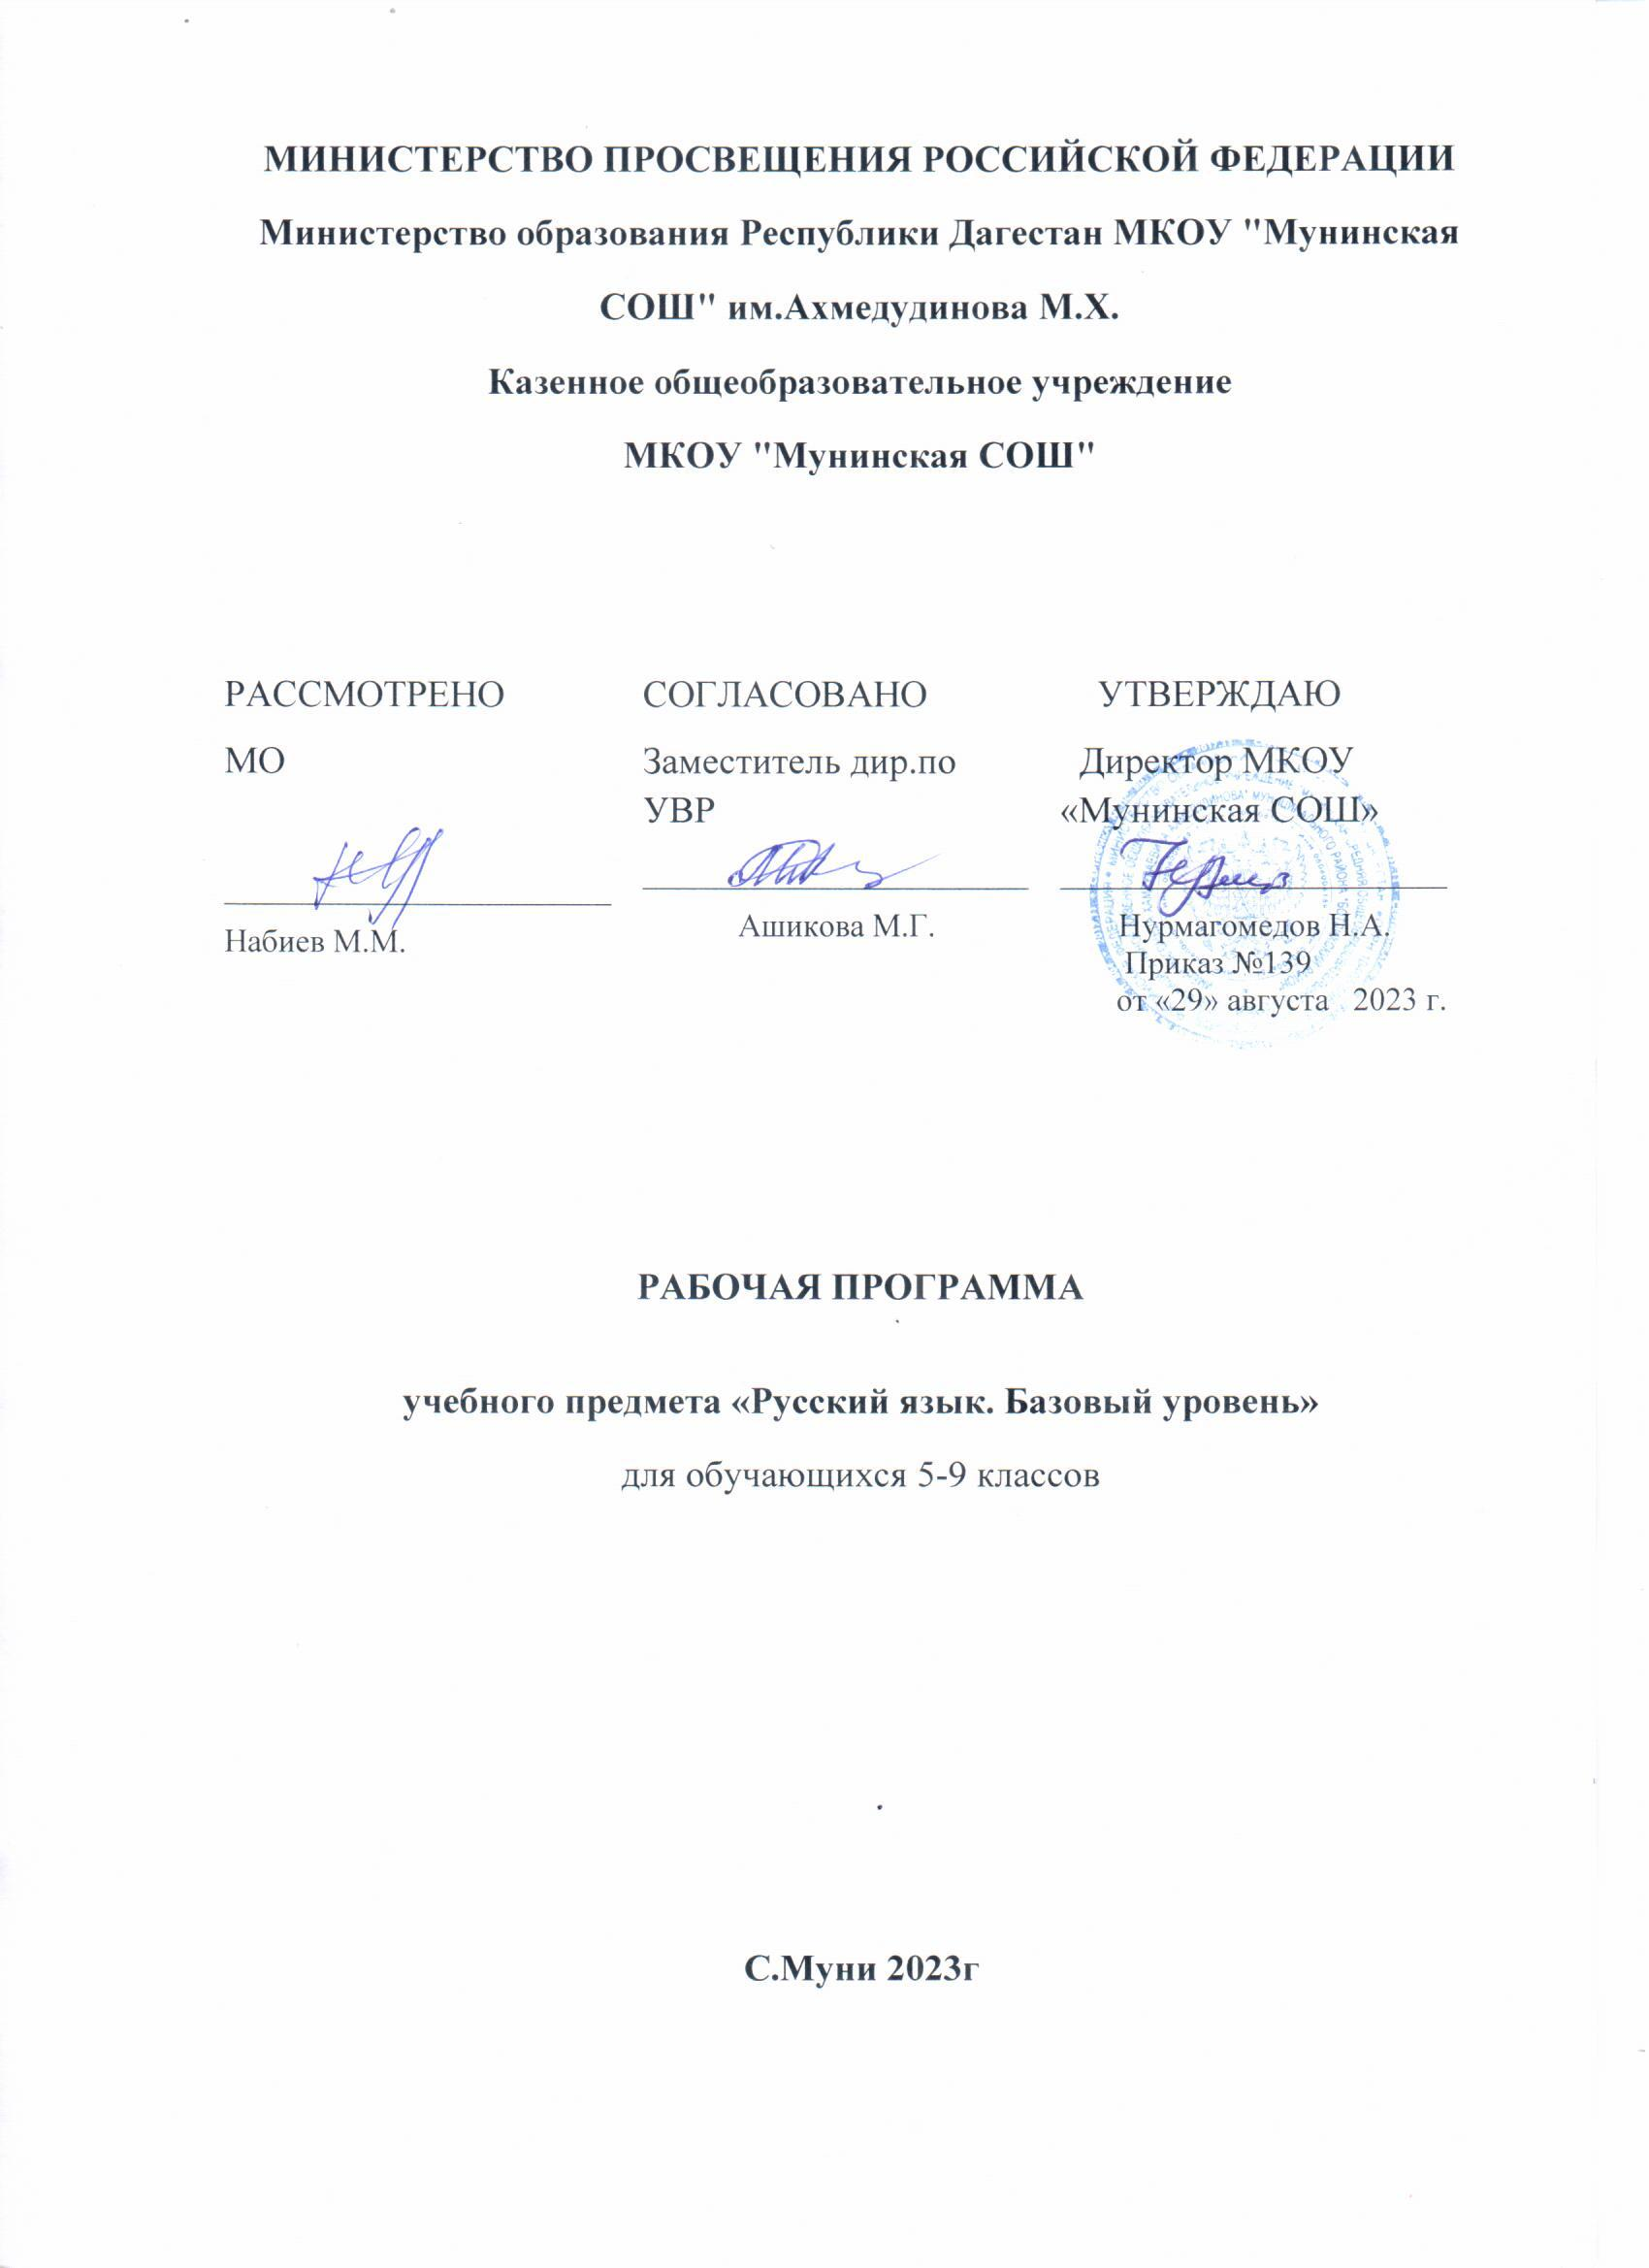 МИНИСТЕРСТВО ПРОСВЕЩЕНИЯ РОССИЙСКОЙ ФЕДЕРАЦИИ
Министерство образования Республики Дагестан МКОУ "Мунинская
СОШ" им.Ахмедудинова М.Х.
Казенное общеобразовательное учреждение
МКОУ "Мунинская СОШ"
РАССМОТРЕНО
МО
Набиев М.М.
СОГЛАСОВАНО
Заместитель дир.по
УВР
Ашикова М.Г.
УТВЕРЖДАЮ
Директор МКОУ
«Мунинская СОШ»
Нурмагомедов Н.А.
Приказ №139
от «29» августа 2023 г.
РАБОЧАЯ ПРОГРАММА
учебного предмета «Русский язык. Базовый уровень»
для обучающихся 5-9 классов
С.Муни 2023г